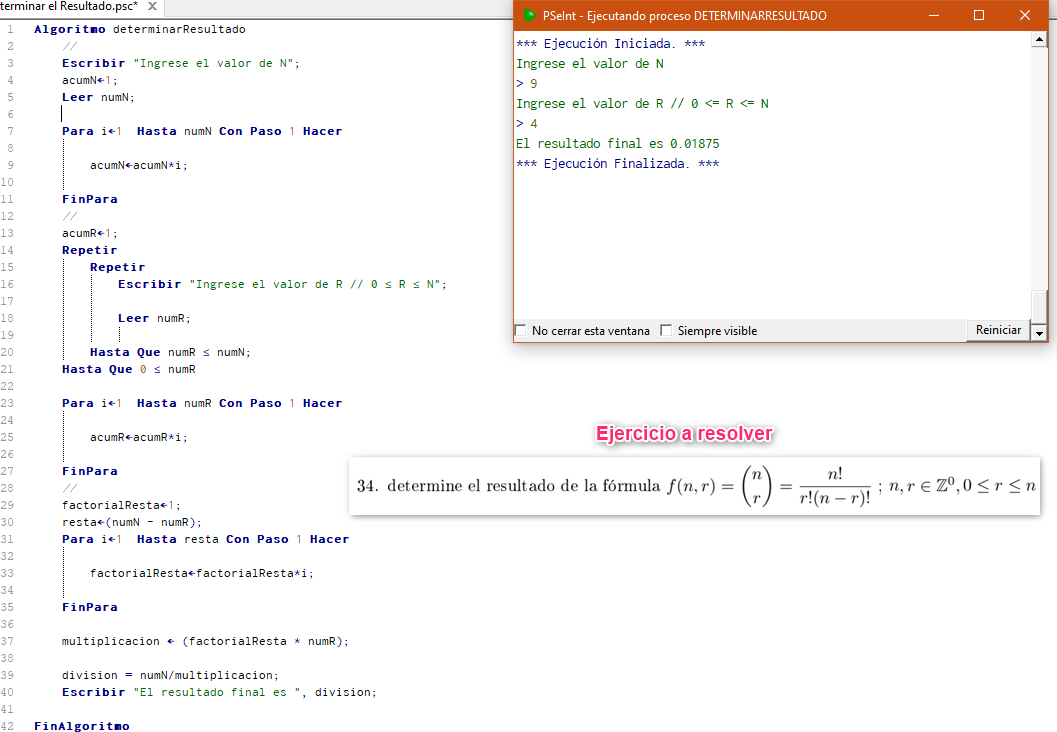 terminar el Resultado.psc*
1 Algoritmo determinarResultado
2 //
3 Escribir "Ingrese el valor de N";
4 acumN←1;
5 Leer numN;
6
7 Para i←1 Hasta numN Con Paso 1 Hacer
8
9 acumN←acumN*i;
10
11 FinPara
12 //
13 acumR←1;
14 Repetir
15 Repetir
16 Escribir "Ingrese el valor de R // 0 ≤ R ≤ N";
17
18 Leer numR;
19
20 Hasta Que numR ≤ numN;
21 Hasta Que 0 ≤ numR
22
23 Para i←1 Hasta numR Con Paso 1 Hacer
24
25 acumR←acumR*i;
26
27 FinPara
28 //
29 factorialResta←1;
30 resta←(numN - numR);
31 Para i←1 Hasta resta Con Paso 1 Hacer
32
33 factorialResta←factorialResta*i;
34
35 FinPara
36
37 multiplicacion ← (factorialResta * numR);
38
39 division = numN/multiplicacion;
40 Escribir "El resultado final es ", division;
41
42 FinAlgoritmo
PSeInt - Ejecutando proceso DETERMINARRESULTADO
*** Ejecución Iniciada. ***
Ingrese el valor de N
> 9
Ingrese el valor de R // 0 <= R <= N
> 4
El resultado final es 0.01875
*** Ejecución Finalizada. ***
No cerrar esta ventana Siempre visible Reiniciar
Ejercicio a resolver
34. determine el resultado de la fórmula f(n, r) = (n r) = n! / r!(n − r)! ; n, r ∈ ℤ⁰, 0 ≤ r ≤ n